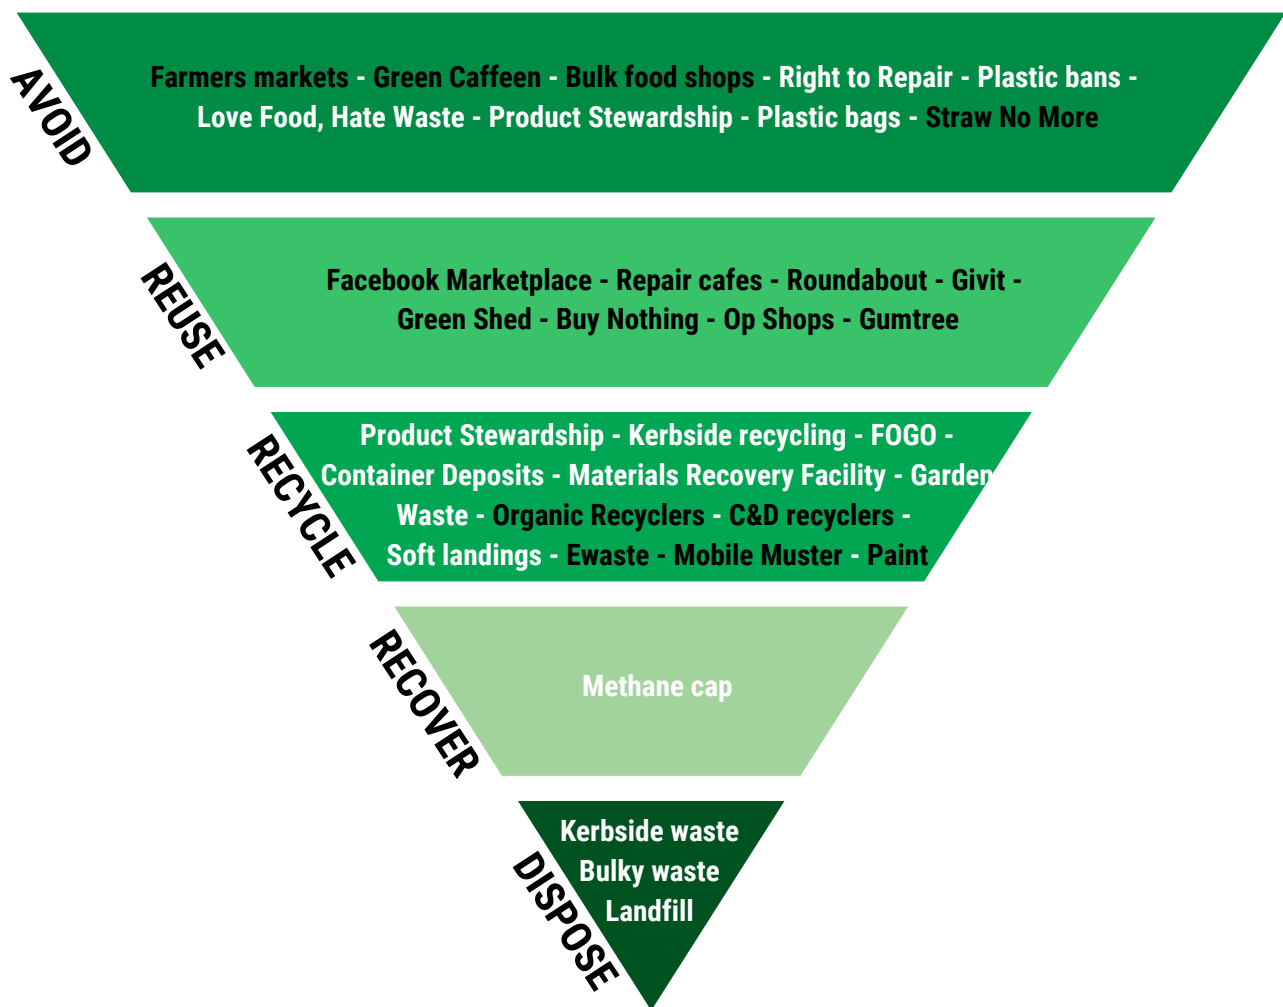 AVOID
Farmers markets - Green Caffeen - Bulk food shops - Right to Repair - Plastic bans -
Love Food, Hate Waste - Product Stewardship - Plastic bags - Straw No More
REUSE
Facebook Marketplace - Repair cafes - Roundabout - Givit -
Green Shed - Buy Nothing - Op Shops - Gumtree
RECYCLE
Product Stewardship - Kerbside recycling - FOGO -
Container Deposits - Materials Recovery Facility - Garden
Waste - Organic Recyclers - C&D recyclers -
Soft landings - Ewaste - Mobile Muster - Paint
RECOVER
Methane cap
DISPOSE
Kerbside waste
Bulky waste
Landfill